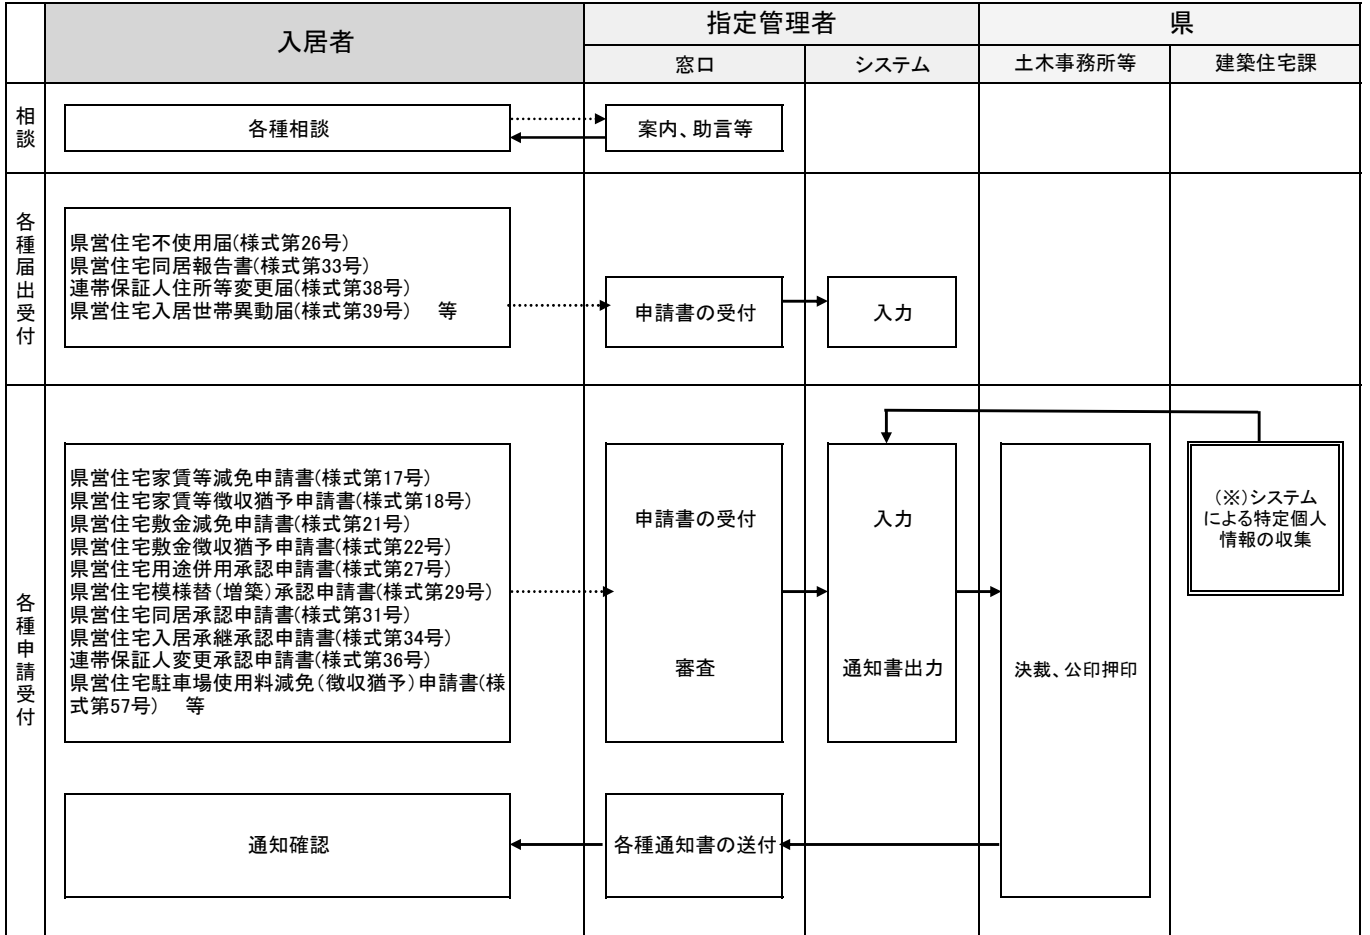 入居者
指定管理者
県
窓口
システム
土木事務所等
建築住宅課
相談
各種相談
案内、助言等
各種届出受付
県営住宅不使用届(様式第26号)
県営住宅同居報告書(様式第33号)
連帯保証人住所等変更届(様式第38号)
県営住宅入居世帯異動届(様式第39号)　等
申請書の受付
入力
各種申請受付
県営住宅家賃等減免申請書(様式第17号)
県営住宅家賃等徴収猶予申請書(様式第18号)
県営住宅敷金減免申請書(様式第21号)
県営住宅敷金徴収猶予申請書(様式第22号)
県営住宅用途併用承認申請書(様式第27号)
県営住宅模様替(増築)承認申請書(様式第29号)
県営住宅同居承認申請書(様式第31号)
県営住宅入居承継承認申請書(様式第34号)
連帯保証人変更承認申請書(様式第36号)
県営住宅駐車場使用料減免(徴収猶予)申請書(様
式第57号)　等
申請書の受付
審査
入力
通知書出力
決裁、公印押印
(※)システム
による特定個人
情報の収集
通知確認
各種通知書の送付